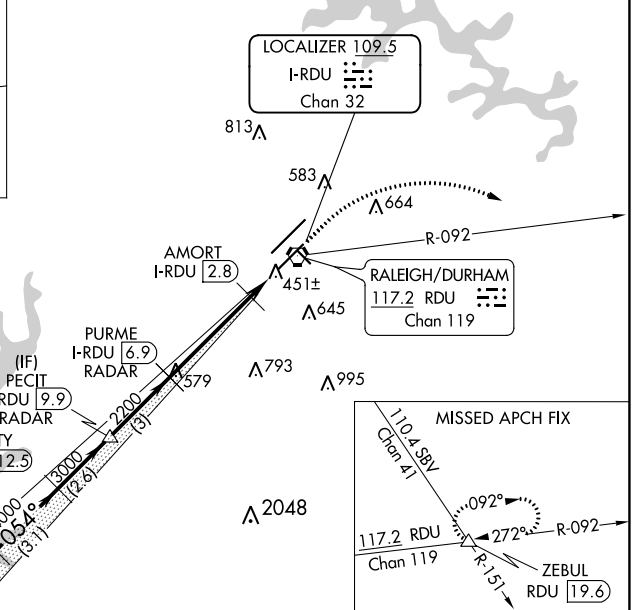 LOCALIZER 109.5
I-RDU
Chan 32
813
583
664
R-092
AMORT
I-RDU 2.8
451±
RALEIGH/DURHAM
117.2 RDU
Chan 119
645
PURME
I-RDU 6.9
RADAR
579
793
995
(IF)
PECIT
RDU 9.9
RADAR
TY
12.5
2200
(3)
3000
(2.6)
000
054°
(3.1)
2048
MISSED APCH FIX
110.4 SBV
Chan 41
092°
272°
R-092
117.2 RDU
Chan 119
R-151
ZEBUL
RDU 19.6